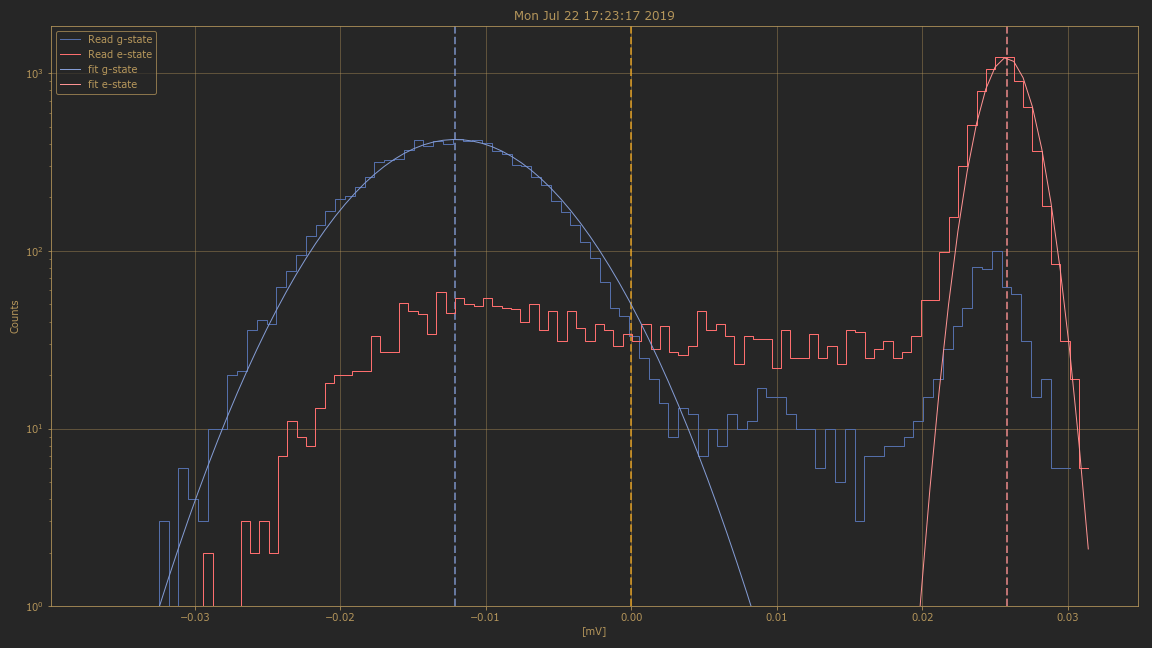 Mon Jul 22 17:23:17 2019
Read g-state
Read e-state
fit g-state
fit e-state
10³
10²
10¹
10⁰
Counts
−0.03 −0.02 −0.01 0.00 0.01 0.02 0.03
[mV]